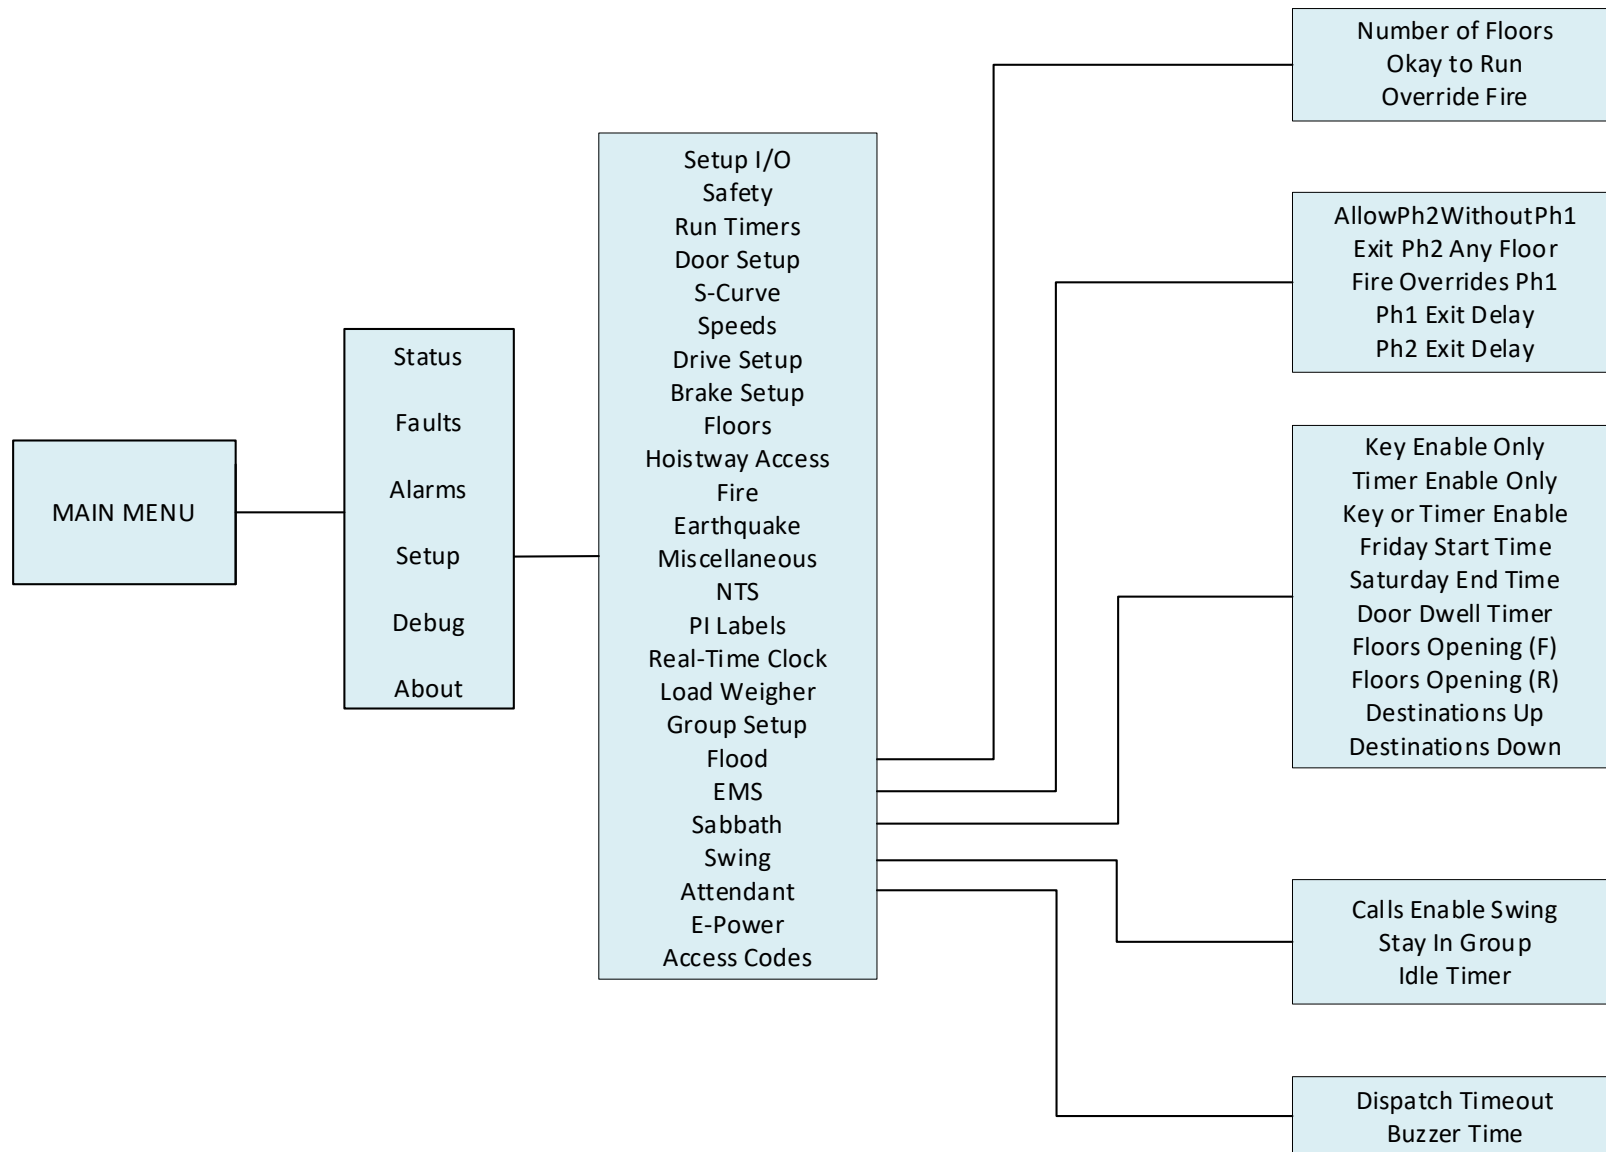 MAIN MENU
Status
Faults
Alarms
Setup
Debug
About
Setup I/O
Safety
Run Timers
Door Setup
S-Curve
Speeds
Drive Setup
Brake Setup
Floors
Hoistway Access
Fire
Earthquake
Miscellaneous
NTS
PI Labels
Real-Time Clock
Load Weigher
Group Setup
Flood
EMS
Sabbath
Swing
Attendant
E-Power
Access Codes
Number of Floors
Okay to Run
Override Fire
AllowPh2WithoutPh1
Exit Ph2 Any Floor
Fire Overrides Ph1
Ph1 Exit Delay
Ph2 Exit Delay
Key Enable Only
Timer Enable Only
Key or Timer Enable
Friday Start Time
Saturday End Time
Door Dwell Timer
Floors Opening (F)
Floors Opening (R)
Destinations Up
Destinations Down
Calls Enable Swing
Stay In Group
Idle Timer
Dispatch Timeout
Buzzer Time